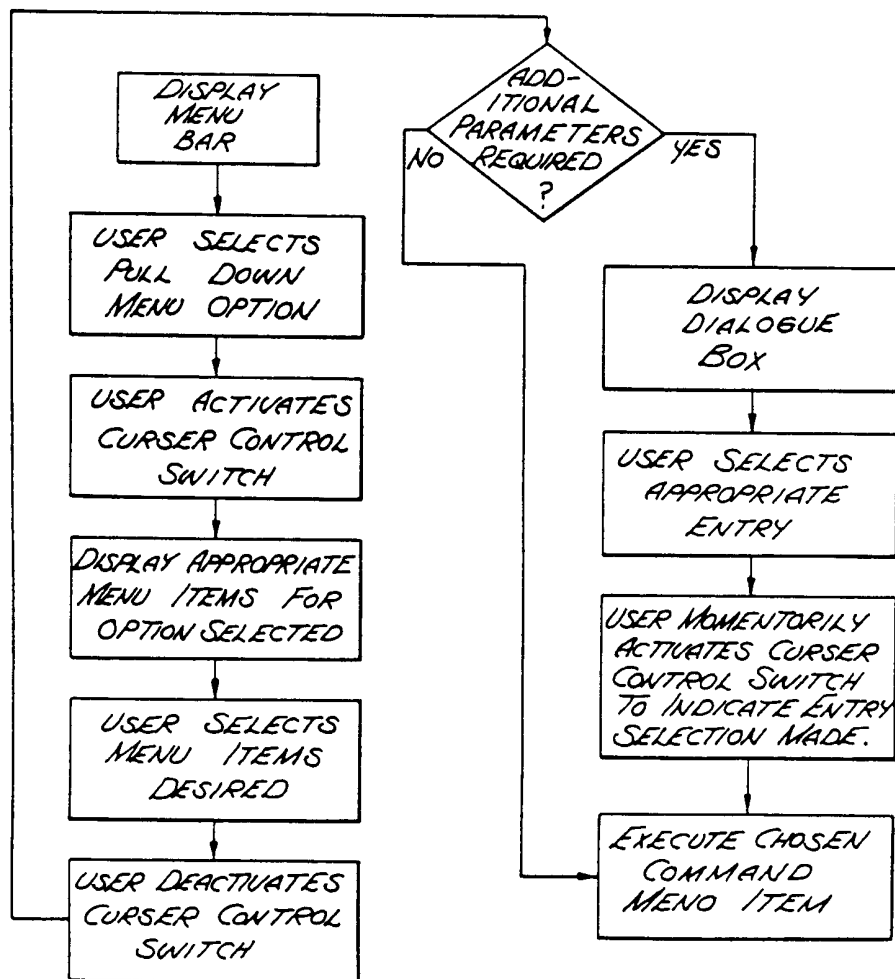 DISPLAY
MENU
BAR
USER SELECTS
PULL DOWN
MENU OPTION
USER ACTIVATES
CURSER CONTROL
SWITCH
DISPLAY APPROPRIATE
MENU ITEMS FOR
OPTION SELECTED
USER SELECTS
MENU ITEMS
DESIRED
USER DEACTIVATES
CURSER CONTROL
SWITCH
ADD-
ITIONAL
PARAMETERS
REQUIRED
?
NO
YES
DISPLAY
DIALOGUE
BOX
USER SELECTS
APPROPRIATE
ENTRY
USER MOMENTORILY
ACTIVATES CURSER
CONTROL SWITCH
TO INDICATE ENTRY
SELECTION MADE.
EXECUTE CHOSEN
COMMAND
MENO ITEM